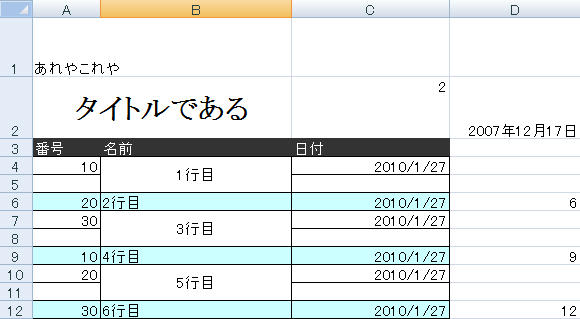 A B C D
1 あれやこれや
2 タイトルである 2 2007年12月17日
3 番号 名前 日付
4 10 1行目 2010/1/27
5
6 20 2行目 2010/1/27 6
7 30 3行目 2010/1/27
8
9 10 4行目 2010/1/27 9
10 20 5行目 2010/1/27
11
12 30 6行目 2010/1/27 12